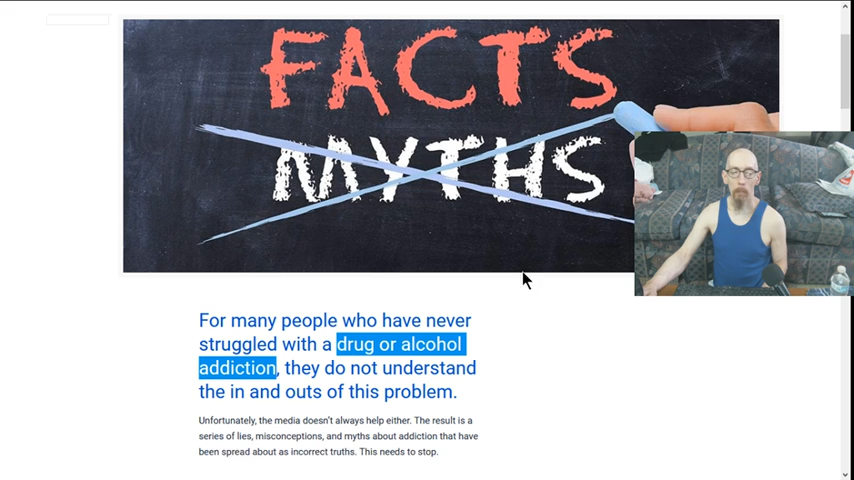 FACTS
MYTHS
For many people who have never
struggled with a drug or alcohol
addiction, they do not understand
the in and outs of this problem.
Unfortunately, the media doesn't always help either. The result is a
series of lies, misconceptions, and myths about addiction that have
been spread about as incorrect truths. This needs to stop.